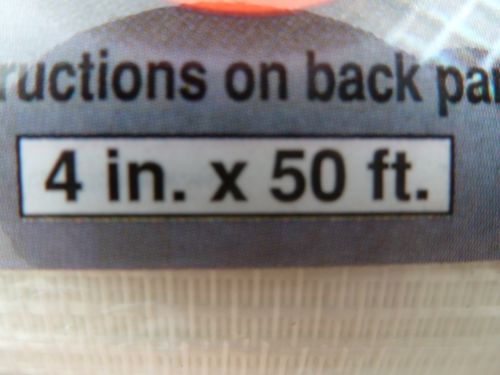 ructions on back pa
4 in. x 50 ft.